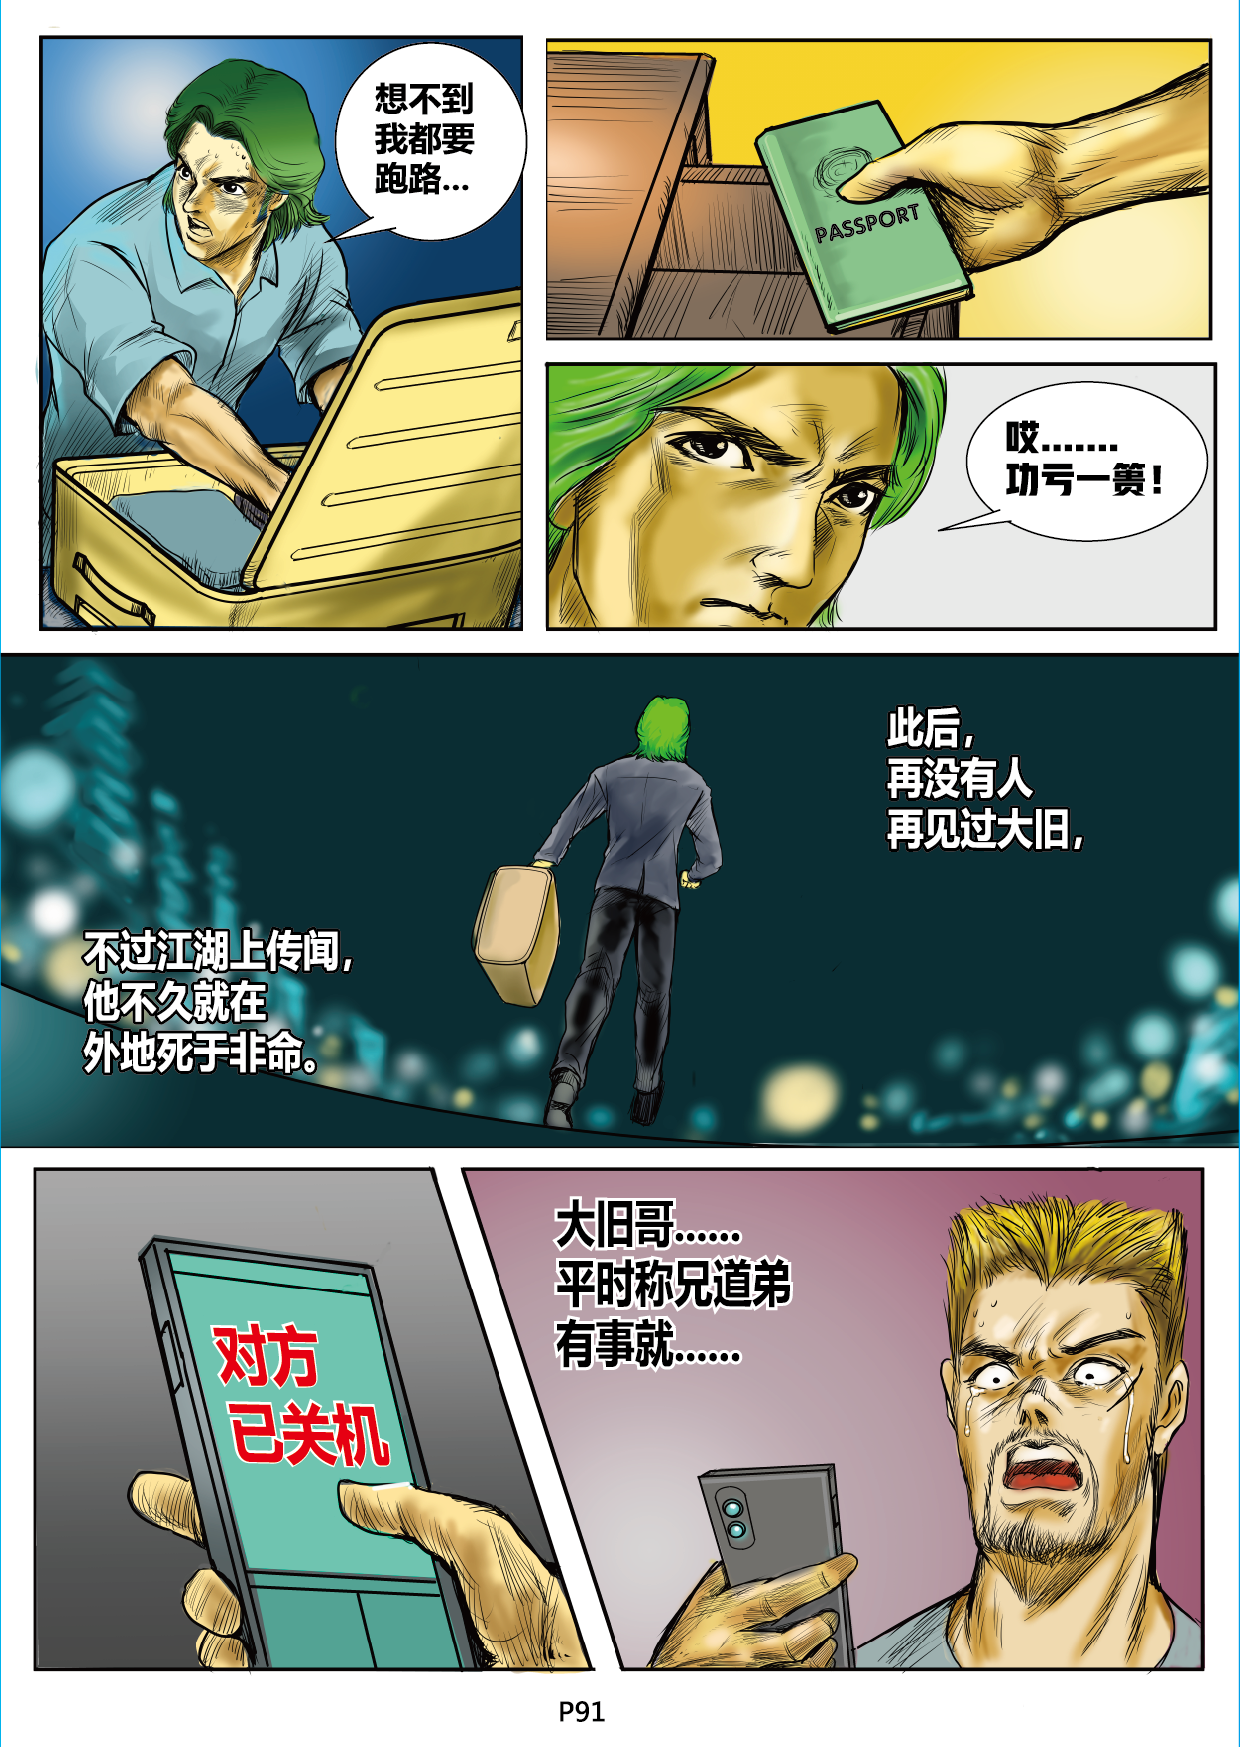 想不到
我都要
跑路...
PASSPORT
哎.......
功亏一篑！
此后，
再没有人
再见过大旧，
不过江湖上传闻，
他不久就在
外地死于非命。
对方
已关机
大旧哥......
平时称兄道弟
有事就......
P91